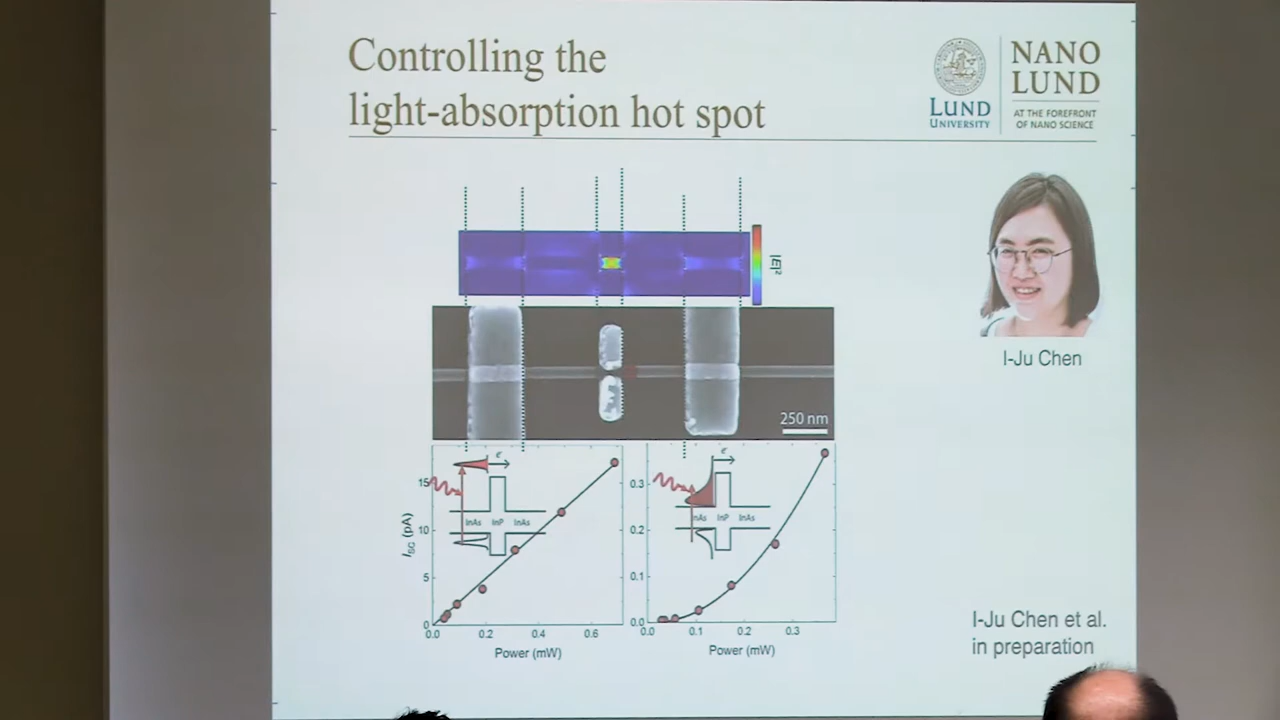 Controlling the
light-absorption hot spot
LUND
UNIVERSITY
NANO
LUND
AT THE FOREFRONT
OF NANO SCIENCE
|E|²
250 nm
I-Ju Chen
15
10
5
0
I_SC (pA)
0.0 0.2 0.4 0.6
Power (mW)
e⁻
InAs InP InAs
0.3
0.2
0.1
0.0
0.0 0.1 0.2 0.3
Power (mW)
e⁻
InAs InP InAs
I-Ju Chen et al.
in preparation